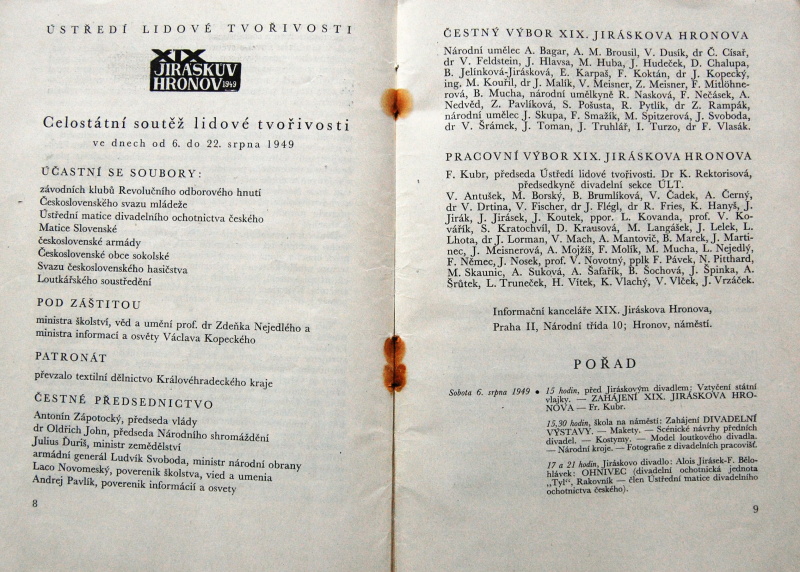 ÚSTŘEDÍ LIDOVÉ TVOŘIVOSTI
XIX
JIRÁSKUV
HRONOV 1949
Celostátní soutěž lidové tvořivosti
ve dnech od 6. do 22. srpna 1949
ÚČASTNÍ SE SOUBORY:
závodních klubů Revolučního odborového hnutí
Československého svazu mládeže
Ústřední matice divadelního ochotnictva českého
Matice Slovenské
československé armády
Československé obce sokolské
Svazu československého hasičstva
Loutkářského soustředění
POD ZÁŠTITOU
ministra školství, věd a umění prof. dr Zdeňka Nejedlého a
ministra informací a osvěty Václava Kopeckého
PATRONÁT
převzalo textilní dělnictvo Královéhradeckého kraje
ČESTNÉ PŘEDSEDNICTVO
Antonín Zápotocký, předseda vlády
dr Oldřich John, předseda Národního shromáždění
Julius Ďuriš, ministr zemědělství
armádní generál Ludvík Svoboda, ministr národní obrany
Laco Novomeský, poverenik školstva, vied a umenia
Andrej Pavlík, poverenik informácií a osvety
8
ČESTNÝ VÝBOR XIX. JIRÁSKOVA HRONOVA
Národní umělec A. Bagar, A. M. Brousil, V. Dusík, dr Č. Císař,
dr V. Feldstein, J. Hlavsa, M. Huba, J. Hudeček, D. Chalupa,
B. Jelínková-Jirásková, E. Karpaš, F. Koktán, dr J. Kopecký,
ing. M. Kouřil, dr J. Malík, V. Meisner, Z. Meisner, F. Mitlöhne-
rová, B. Mucha, národní umělkyně R. Nasková, F. Nečásek, A.
Nedvěd, Z. Pavlíková, S. Pošusta, R. Pytlík, dr Z. Rampák,
národní umělec J. Skupa, F. Smažík, M. Spitzerová, J. Svoboda,
dr V. Šrámek, J. Toman, J. Truhlář, I. Turzo, dr F. Vlasák.
PRACOVNÍ VÝBOR XIX. JIRÁSKOVA HRONOVA
F. Kubr, předseda Ústředí lidové tvořivosti. Dr K. Rektorisová,
předsedkyně divadelní sekce ÚLT.
V. Antušek, M. Borský, B. Brumlíková, V. Čadek, A. Černý,
dr V. Drtina, V. Fischer, dr J. Flégl, dr R. Fries, K. Hanyš, J.
Jirák, J. Jirásek, J. Koutek, ppor. L. Kovanda, prof. V. Ko-
vářík, S. Kratochvíl, D. Krausová, M. Langášek, J. Lelek, L.
Lhota, dr J. Lorman, V. Mach, A. Mantovič, B. Marek, J. Marti-
nec, J. Meisnerová, A. Mojžíš, F. Molík, M. Mucha, L. Nejedlý,
F. Němec, J. Nosek, prof. V. Novotný, pplk F. Pávek, N. Pitthard,
M. Skaunic, A. Suková, A. Šafařík, B. Šochová, J. Špinka, A.
Šrůtek, L. Truneček, H. Vítek, K. Vlachý, V. Vlček, J. Vrzáček.
Informační kanceláře XIX. Jiráskova Hronova,
Praha II, Národní třída 10; Hronov, náměstí.
POŘAD
Sobota 6. srpna 1949 • 15 hodin, před Jiráskovým divadlem: Vztyčení státní
vlajky. — ZAHÁJENÍ XIX. JIRÁSKOVA HRO-
NOVA — Fr. Kubr.
15,30 hodin, škola na náměstí: Zahájení DIVADELNÍ
VÝSTAVY. — Makety. — Scénické návrhy předních
divadel. — Kostymy. — Model loutkového divadla.
— Národní kroje. — Fotografie z divadelních pracovišť.
17 a 21 hodin, Jiráskovo divadlo: Alois Jirásek-F. Bělo-
hlávek: OHNIVEC (divadelní ochotnická jednota
„Tyl“, Rakovník — člen Ústřední matice divadelního
ochotnictva českého).
9